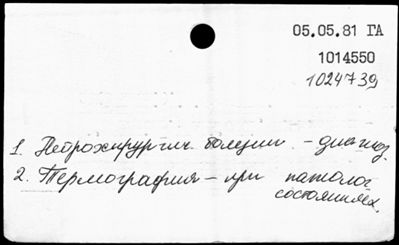 05.05.81 ГА
1014550
1024739
1. Нейрохирургич. болезни – диагноз.
2. Термография – при патолог. состояниях.